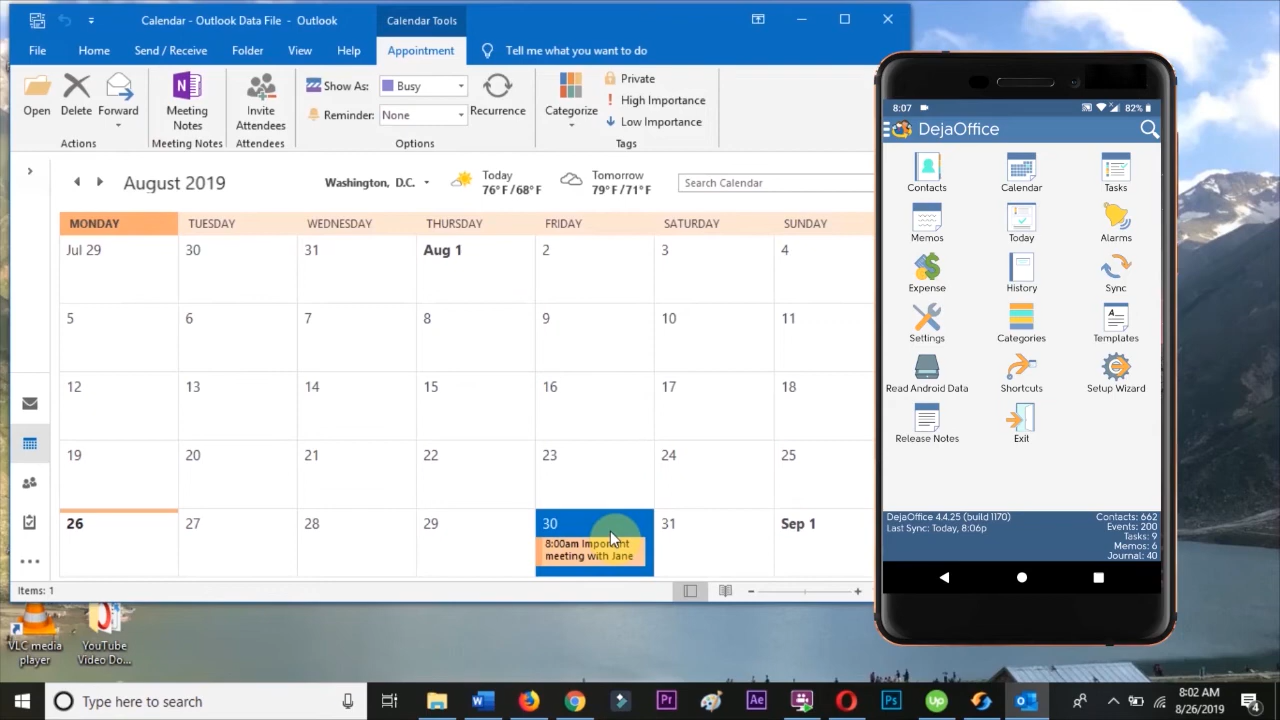 Calendar - Outlook Data File - Outlook
Calendar Tools
File
Home
Send / Receive
Folder
View
Help
Appointment
Tell me what you want to do
Open
Delete
Forward
Actions
Meeting
Notes
Meeting Notes
Invite
Attendees
Attendees
Show As:
Busy
Reminder:
None
Recurrence
Options
Categorize
Private
High Importance
Low Importance
Tags
August 2019
Washington, D.C.
Today
76°F/68°F
Tomorrow
79°F/71°F
Search Calendar
MONDAY TUESDAY WEDNESDAY THURSDAY FRIDAY SATURDAY SUNDAY
Jul 29 30 31 Aug 1 2 3 4
5 6 7 8 9 10 11
12 13 14 15 16 17 18
19 20 21 22 23 24 25
26 27 28 29 30 31 Sep 1
8:00am Important
meeting with Jane
Items: 1
8:07
82%
DejaOffice
Contacts
Calendar
Tasks
Memos
Today
Alarms
Expense
History
Sync
Settings
Categories
Templates
Read Android Data
Shortcuts
Setup Wizard
Release Notes
Exit
DejaOffice 4.4.25 (build 1170)
Last Sync: Today, 8:06p
Contacts: 662
Events: 200
Tasks: 9
Memos: 6
Journal: 40
VLC media
player
YouTube
Video Do...
Type here to search
8:02 AM
8/26/2019
4